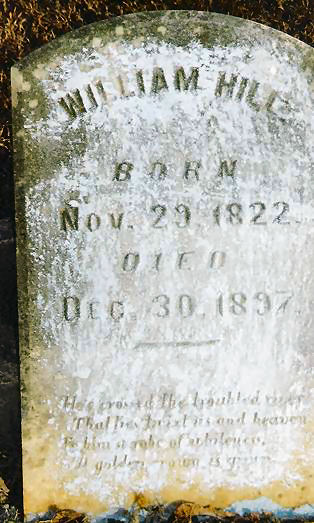 WILLIAM HILL
BORN
Nov. 29. 1822.
DIED
Dec. 30. 1897.
He's crossed the troubled river
That lies twixt us and heaven
To him a robe of whiteness,
A golden crown is given